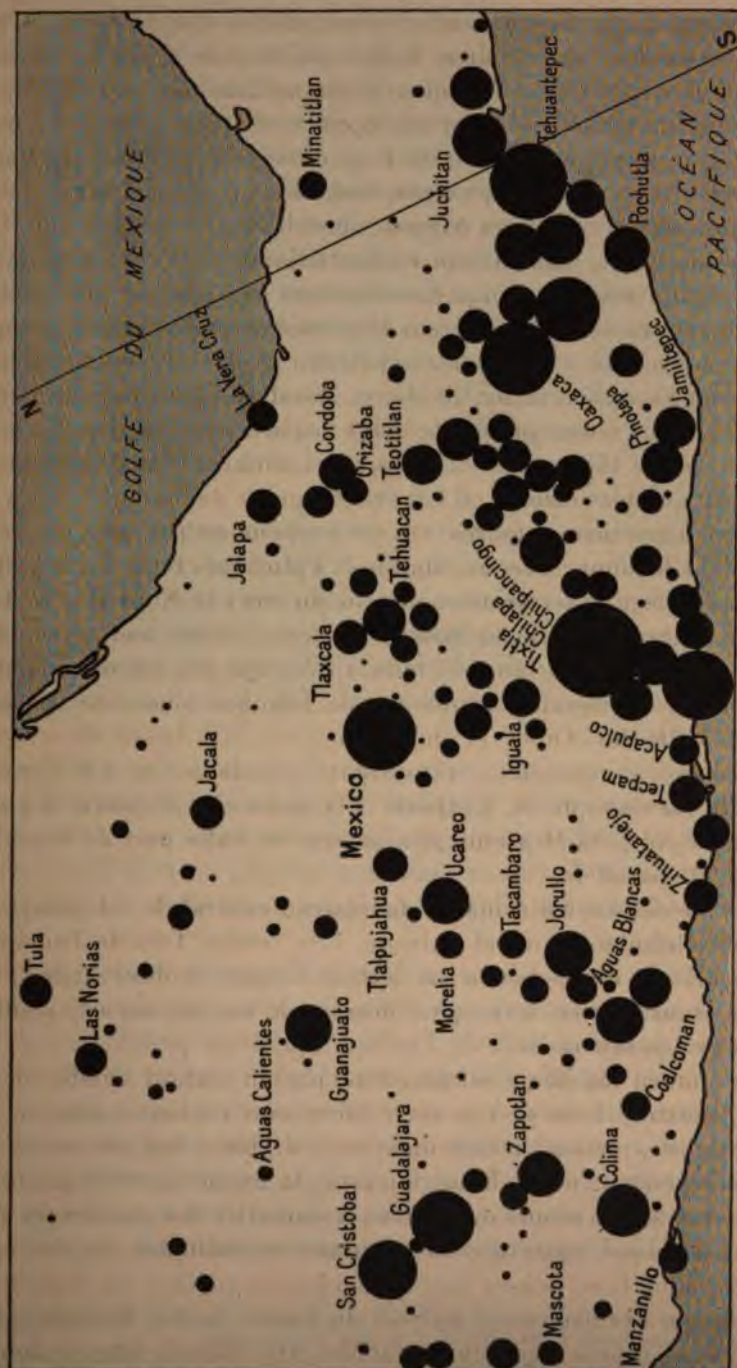 GOLFE DU MEXIQUE
OCÉAN
PACIFIQUE
N
S
Minatitlan
Juchitan
Tehuantepec
Pochutla
La Vera Cruz
Cordoba
Orizaba
Teotitlan
Oaxaca
Pinotepa
Jamiltepec
Jalapa
Tehuacan
Chilpancingo
Chilapa
Tixtla
Tlaxcala
Iguala
Acapulco
Tecpam
Jacala
Mexico
Zihuatanejo
Tlalpujahua
Ucareo
Tacambaro
Jorullo
Aguas Blancas
Morelia
Tula
Las Norias
Guanajuato
Aguas Calientes
Coalcoman
Zapotlan
Colima
Guadalajara
San Cristobal
Mascota
Manzánillo